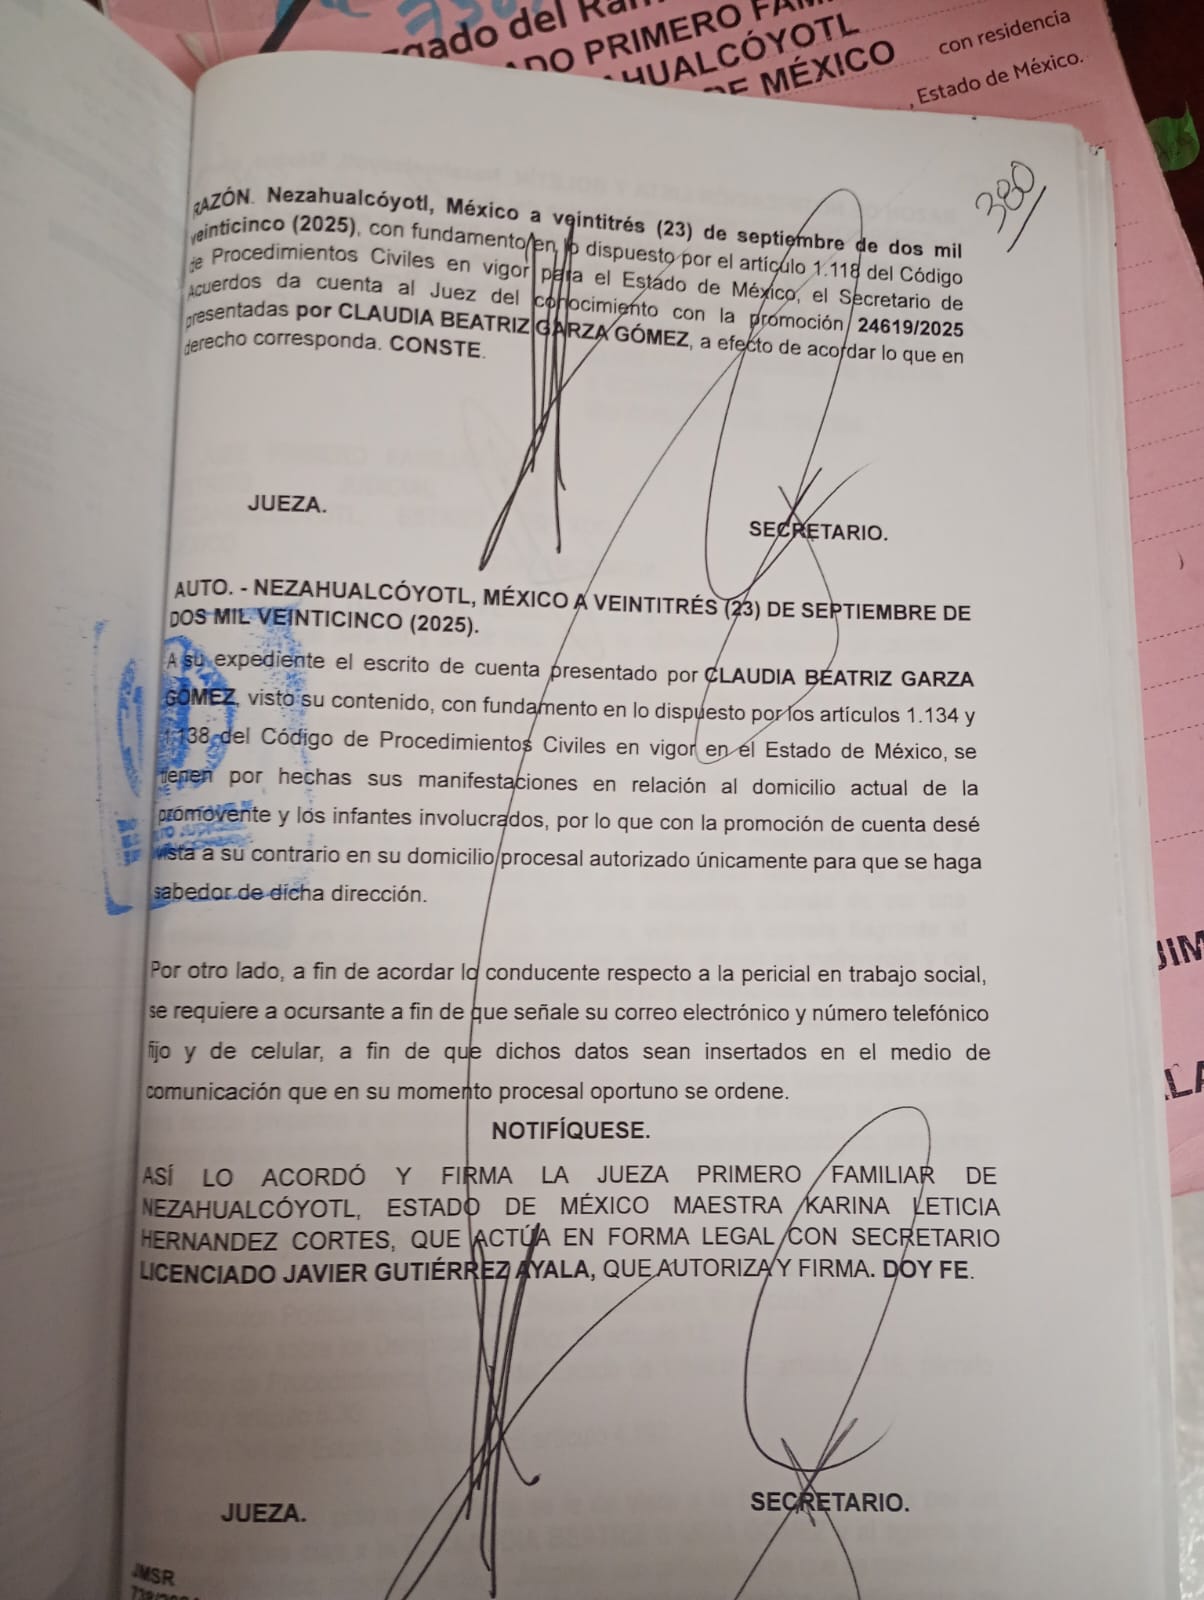 gado del Ra
DO PRIMERO FAM
AHUALCÓYOTL
DE MÉXICO
con residencia
, Estado de México.
380
RAZÓN. Nezahualcóyotl, México a veintitrés (23) de septiembre de dos mil
veinticinco (2025), con fundamento en lo dispuesto por el artículo 1.118 del Código
de Procedimientos Civiles en vigor para el Estado de México, el Secretario de
Acuerdos da cuenta al Juez del conocimiento con la promoción 24619/2025
presentadas por CLAUDIA BEATRIZ GARZA GÓMEZ, a efecto de acordar lo que en
derecho corresponda. CONSTE.
JUEZA.
SECRETARIO.
AUTO. - NEZAHUALCÓYOTL, MÉXICO A VEINTITRÉS (23) DE SEPTIEMBRE DE
DOS MIL VEINTICINCO (2025).
A su expediente el escrito de cuenta presentado por CLAUDIA BEATRIZ GARZA
GÓMEZ, visto su contenido, con fundamento en lo dispuesto por los artículos 1.134 y
1.138 del Código de Procedimientos Civiles en vigor en el Estado de México, se
tienen por hechas sus manifestaciones en relación al domicilio actual de la
promovente y los infantes involucrados, por lo que con la promoción de cuenta desé
vista a su contrario en su domicilio procesal autorizado únicamente para que se haga
sabedor de dicha dirección.
Por otro lado, a fin de acordar lo conducente respecto a la pericial en trabajo social,
se requiere a ocursante a fin de que señale su correo electrónico y número telefónico
fijo y de celular, a fin de que dichos datos sean insertados en el medio de
comunicación que en su momento procesal oportuno se ordene.
NOTIFÍQUESE.
ASÍ LO ACORDÓ Y FIRMA LA JUEZA PRIMERO FAMILIAR DE
NEZAHUALCÓYOTL, ESTADO DE MÉXICO MAESTRA KARINA LETICIA
HERNANDEZ CORTES, QUE ACTÚA EN FORMA LEGAL CON SECRETARIO
LICENCIADO JAVIER GUTIÉRREZ AYALA, QUE AUTORIZA Y FIRMA. DOY FE.
JUEZA.
SECRETARIO.
JMSR